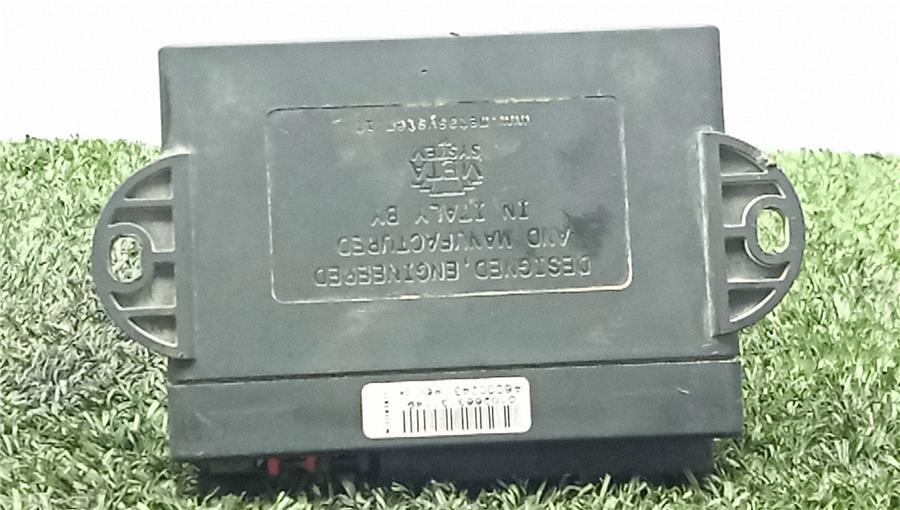 DESIGNED, ENGINEERED
AND MANUFACTURED
IN ITALY BY
META
SYSTEM
www.metasystem.it